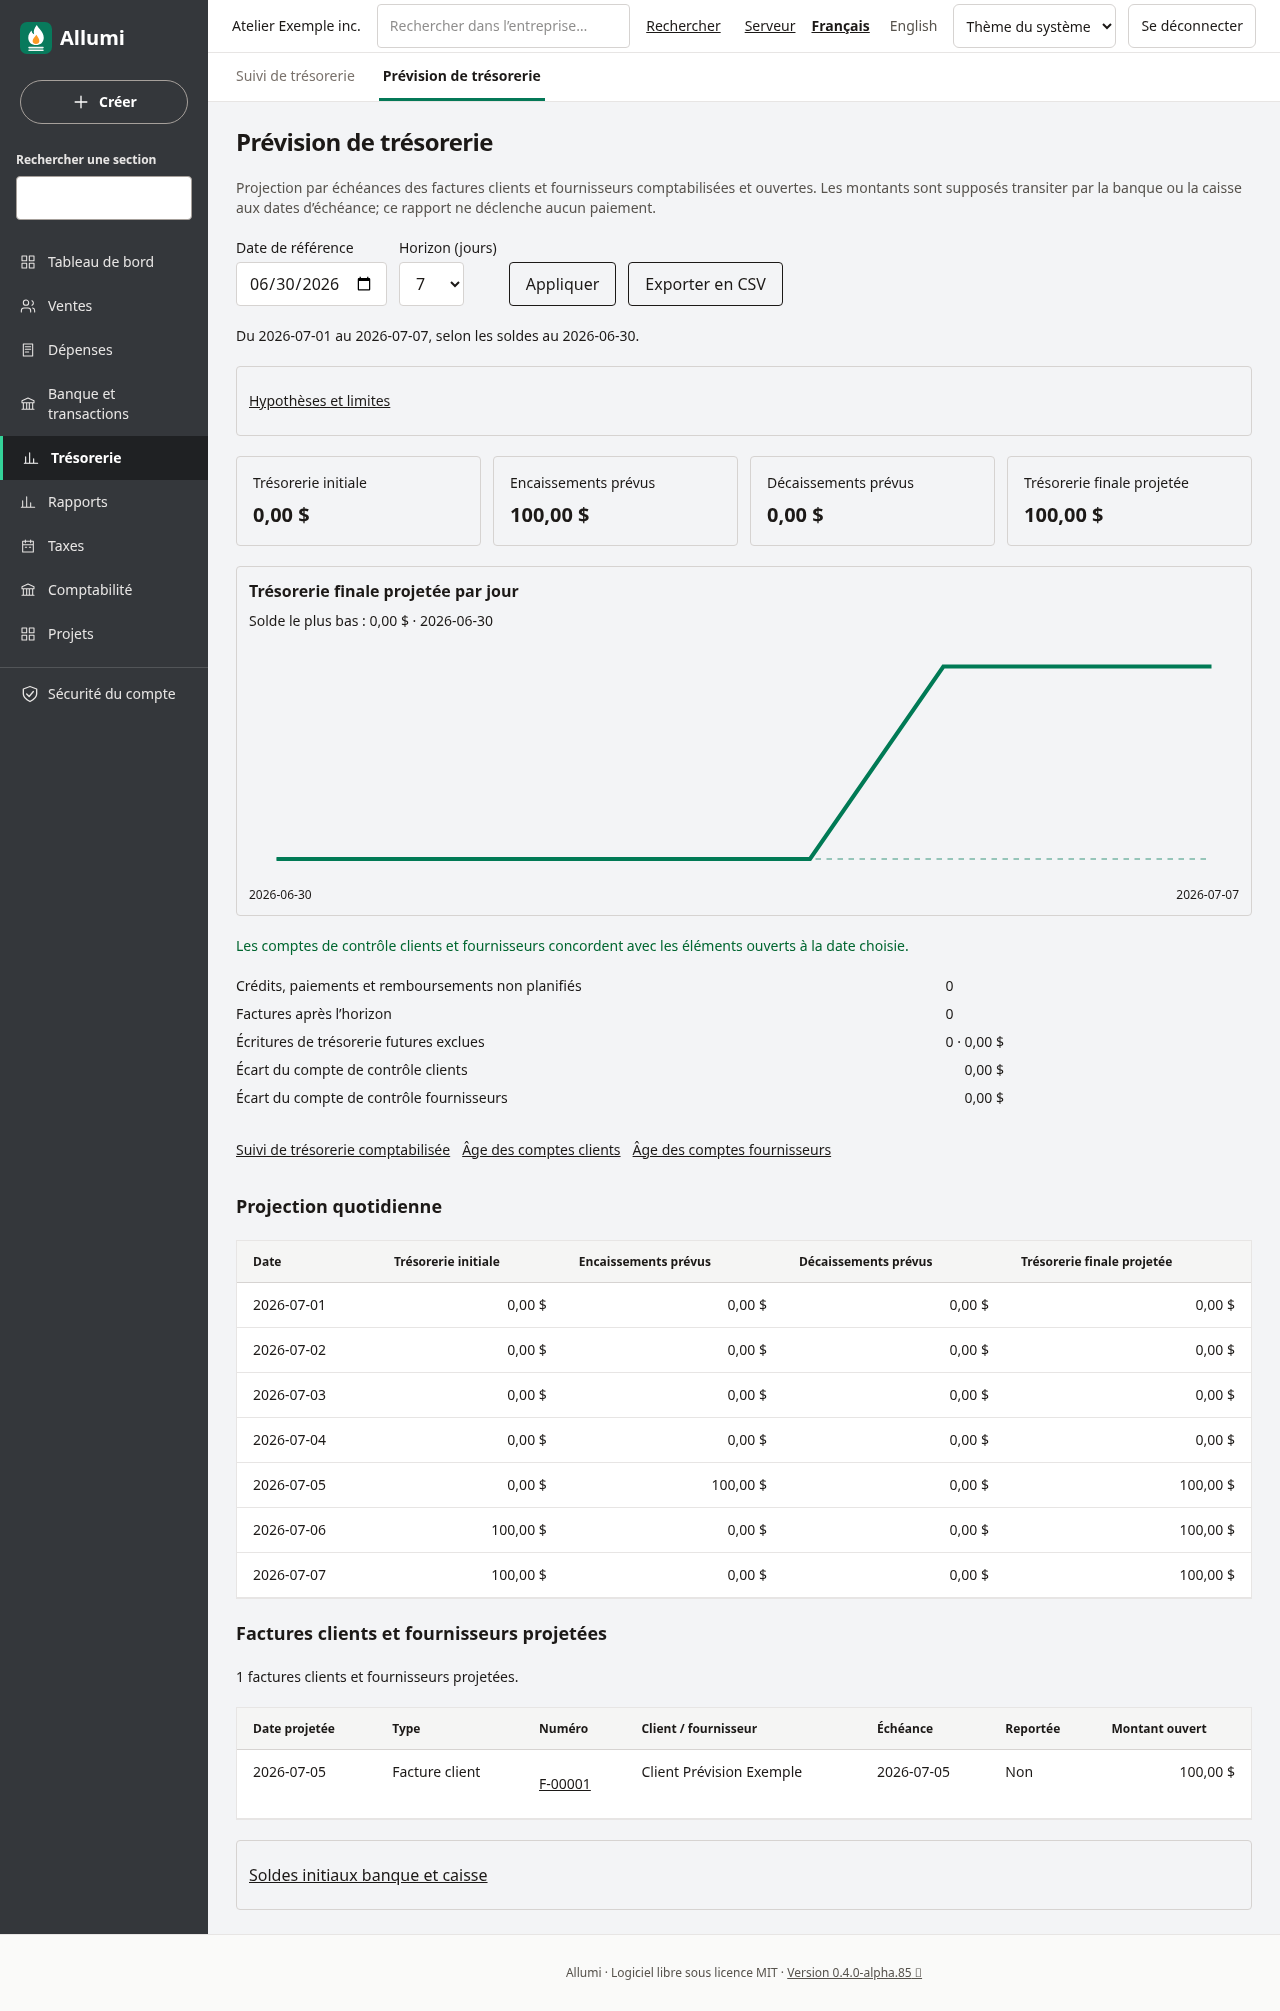 Allumi
Créer
Rechercher une section
Tableau de bord
Ventes
Dépenses
Banque et
transactions
Trésorerie
Rapports
Taxes
Comptabilité
Projets
Sécurité du compte
Atelier Exemple inc. Rechercher dans l’entreprise… Rechercher Serveur Français English Thème du système Se déconnecter
Suivi de trésorerie Prévision de trésorerie
Prévision de trésorerie
Projection par échéances des factures clients et fournisseurs comptabilisées et ouvertes. Les montants sont supposés transiter par la banque ou la caisse
aux dates d’échéance; ce rapport ne déclenche aucun paiement.
Date de référence Horizon (jours)
06/30/2026 7 Appliquer Exporter en CSV
Du 2026-07-01 au 2026-07-07, selon les soldes au 2026-06-30.
Hypothèses et limites
Trésorerie initiale Encaissements prévus Décaissements prévus Trésorerie finale projetée
0,00 $ 100,00 $ 0,00 $ 100,00 $
Trésorerie finale projetée par jour
Solde le plus bas : 0,00 $ · 2026-06-30
2026-06-30 2026-07-07
Les comptes de contrôle clients et fournisseurs concordent avec les éléments ouverts à la date choisie.
Crédits, paiements et remboursements non planifiés 0
Factures après l’horizon 0
Écritures de trésorerie futures exclues 0 · 0,00 $
Écart du compte de contrôle clients 0,00 $
Écart du compte de contrôle fournisseurs 0,00 $
Suivi de trésorerie comptabilisée Âge des comptes clients Âge des comptes fournisseurs
Projection quotidienne
Date Trésorerie initiale Encaissements prévus Décaissements prévus Trésorerie finale projetée
2026-07-01 0,00 $ 0,00 $ 0,00 $ 0,00 $
2026-07-02 0,00 $ 0,00 $ 0,00 $ 0,00 $
2026-07-03 0,00 $ 0,00 $ 0,00 $ 0,00 $
2026-07-04 0,00 $ 0,00 $ 0,00 $ 0,00 $
2026-07-05 0,00 $ 100,00 $ 0,00 $ 100,00 $
2026-07-06 100,00 $ 0,00 $ 0,00 $ 100,00 $
2026-07-07 100,00 $ 0,00 $ 0,00 $ 100,00 $
Factures clients et fournisseurs projetées
1 factures clients et fournisseurs projetées.
Date projetée Type Numéro Client / fournisseur Échéance Reportée Montant ouvert
2026-07-05 Facture client F-00001 Client Prévision Exemple 2026-07-05 Non 100,00 $
Soldes initiaux banque et caisse
Allumi · Logiciel libre sous licence MIT · Version 0.4.0-alpha.85